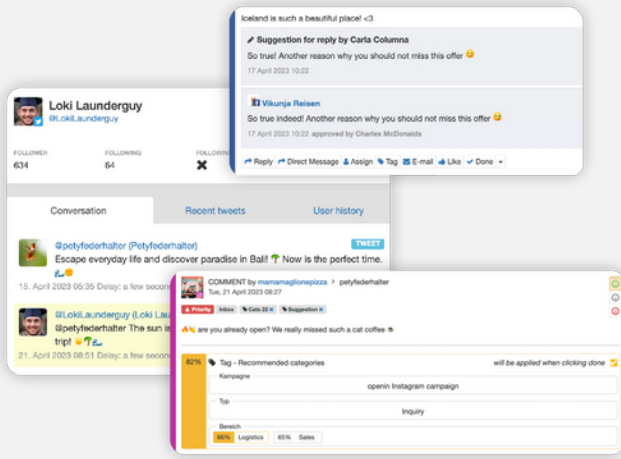 Iceland is such a beautiful place! <3
Suggestion for reply by Carla Columna
So true! Another reason why you should not miss this offer 😊
17 April 2023 10:22
Vikunja Reisen
So true indeed! Another reason why you should not miss this offer 😊
17 April 2023 10:22 approved by Charles McDonalds
Reply Direct Message Assign Tag E-mail Like Done
Loki Launderguy
@LokiLaunderguy
FOLLOWER FOLLOWING FOLLOWING
634 64 ✖
Conversation Recent tweets User history
@petyfederhalter (Petyfederhalter) TWEET
Escape everyday life and discover paradise in Bali! 🌴 Now is the perfect time.
15. April 2023 05:35 Delay: a few secon
@LokiLaunderguy (Loki Lau
@petyfederhalter The sun is
trip! ☀️🌴
21. April 2023 08:51 Delay: a few secon
COMMENT by mamamaglionepizza > petyfederhalter
Tue, 21 April 2023 08:27
Priority Inbox Cats 22 x Suggestion x
are you already open? We really missed such a cat coffee
82% Tag - Recommended categories will be applied when clicking done
Kampagne
openin Instagram campaign
Typ
Inquiry
Bereich
66% Logistics 65% Sales